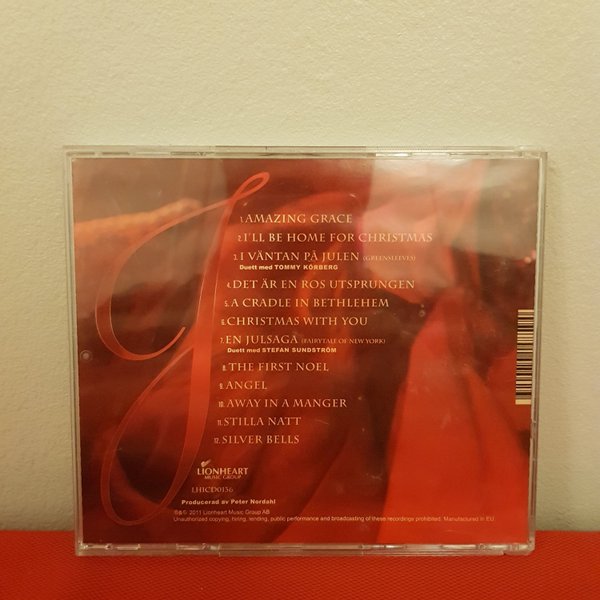 1. AMAZING GRACE
2. I'LL BE HOME FOR CHRISTMAS
3. I VÄNTAN PÅ JULEN (GREENSLEEVES)
Duett med TOMMY KÖRBERG
4. DET ÄR EN ROS UTSPRUNGEN
5. A CRADLE IN BETHLEHEM
6. CHRISTMAS WITH YOU
7. EN JULSAGA (FAIRYTALE OF NEW YORK)
Duett med STEFAN SUNDSTRÖM
8. THE FIRST NOEL
9. ANGEL
10. AWAY IN A MANGER
11. STILLA NATT
12. SILVER BELLS
LIONHEART
MUSIC GROUP
LHICD0136
Producerad av Peter Nordahl
℗&© 2011 Lionheart Music Group AB
Unauthorized copying, hiring, lending, public performance and broadcasting of these recordings prohibited. Manufactured in EU